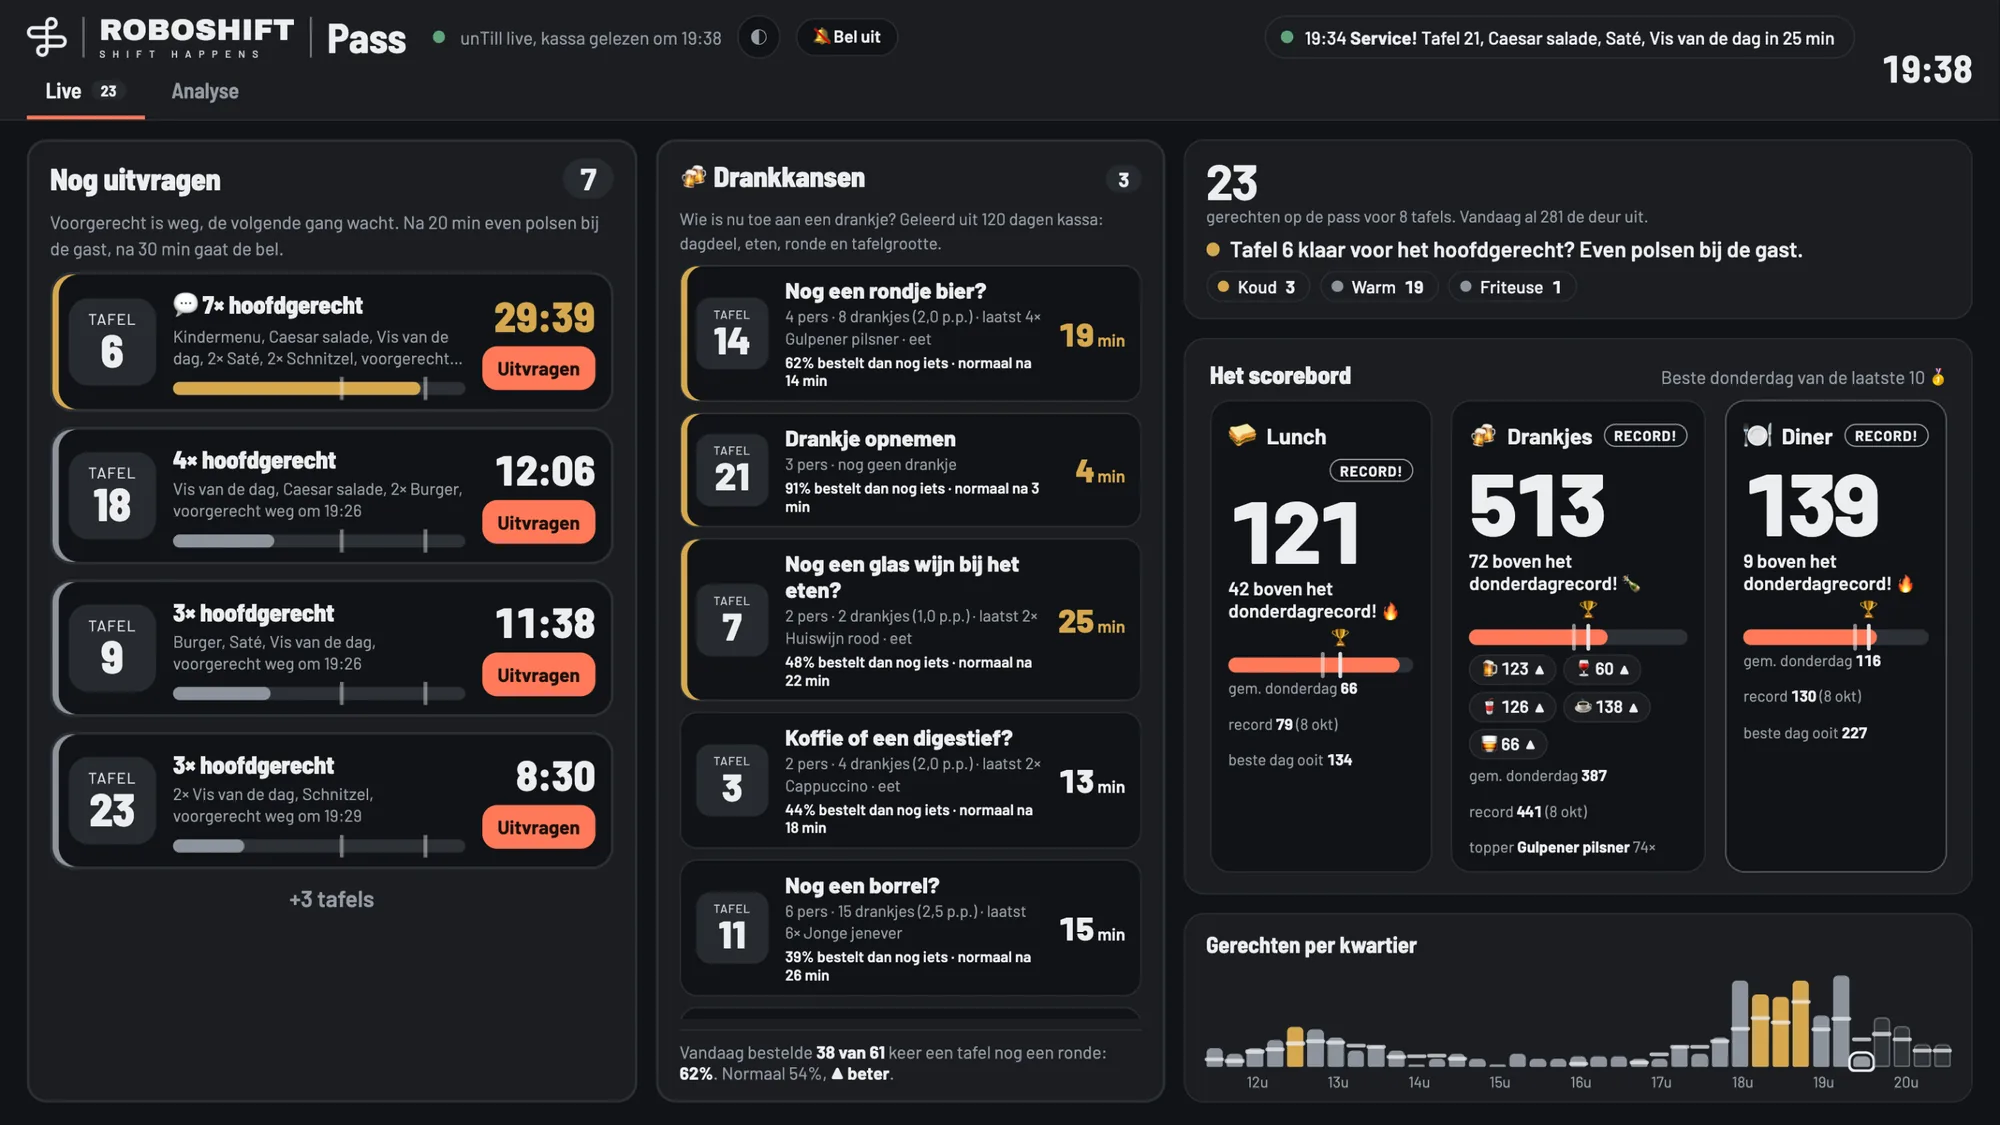 ROBOSHIFT
SHIFT HAPPENS
Pass
unTill live, kassa gelezen om 19:38
Bel uit
19:34 Service! Tafel 21, Caesar salade, Saté, Vis van de dag in 25 min
19:38
Live 23
Analyse
Nog uitvragen 7
Voorgerecht is weg, de volgende gang wacht. Na 20 min even polsen bij
de gast, na 30 min gaat de bel.
TAFEL
6
7× hoofdgerecht
Kindermenu, Caesar salade, Vis van de
dag, 2× Saté, 2× Schnitzel, voorgerecht...
29:39
Uitvragen
TAFEL
18
4× hoofdgerecht
Vis van de dag, Caesar salade, 2× Burger,
voorgerecht weg om 19:26
12:06
Uitvragen
TAFEL
9
3× hoofdgerecht
Burger, Saté, Vis van de dag,
voorgerecht weg om 19:26
11:38
Uitvragen
TAFEL
23
3× hoofdgerecht
2× Vis van de dag, Schnitzel,
voorgerecht weg om 19:29
8:30
Uitvragen
+3 tafels
Drankkansen 3
Wie is nu toe aan een drankje? Geleerd uit 120 dagen kassa:
dagdeel, eten, ronde en tafelgrootte.
TAFEL
14
Nog een rondje bier?
4 pers · 8 drankjes (2,0 p.p.) · laatst 4×
Gulpener pilsner · eet
62% bestelt dan nog iets · normaal na
14 min
19 min
TAFEL
21
Drankje opnemen
3 pers · nog geen drankje
91% bestelt dan nog iets · normaal na 3
min
4 min
TAFEL
7
Nog een glas wijn bij het
eten?
2 pers · 2 drankjes (1,0 p.p.) · laatst 2×
Huiswijn rood · eet
48% bestelt dan nog iets · normaal na
22 min
25 min
TAFEL
3
Koffie of een digestief?
2 pers · 4 drankjes (2,0 p.p.) · laatst 2×
Cappuccino · eet
44% bestelt dan nog iets · normaal na
18 min
13 min
TAFEL
11
Nog een borrel?
6 pers · 15 drankjes (2,5 p.p.) · laatst
6× Jonge jenever
39% bestelt dan nog iets · normaal na
26 min
15 min
Vandaag bestelde 38 van 61 keer een tafel nog een ronde:
62%. Normaal 54%, ▲ beter.
23
gerechten op de pass voor 8 tafels. Vandaag al 281 de deur uit.
Tafel 6 klaar voor het hoofdgerecht? Even polsen bij de gast.
Koud 3
Warm 19
Friteuse 1
Het scorebord
Beste donderdag van de laatste 10
Lunch
RECORD!
121
42 boven het
donderdagrecord!
gem. donderdag 66
record 79 (8 okt)
beste dag ooit 134
Drankjes RECORD!
513
72 boven het
donderdagrecord!
123 ▲
60 ▲
126 ▲
138 ▲
66 ▲
gem. donderdag 387
record 441 (8 okt)
topper Gulpener pilsner 74×
Diner RECORD!
139
9 boven het
donderdagrecord!
gem. donderdag 116
record 130 (8 okt)
beste dag ooit 227
Gerechten per kwartier
12u 13u 14u 15u 16u 17u 18u 19u 20u